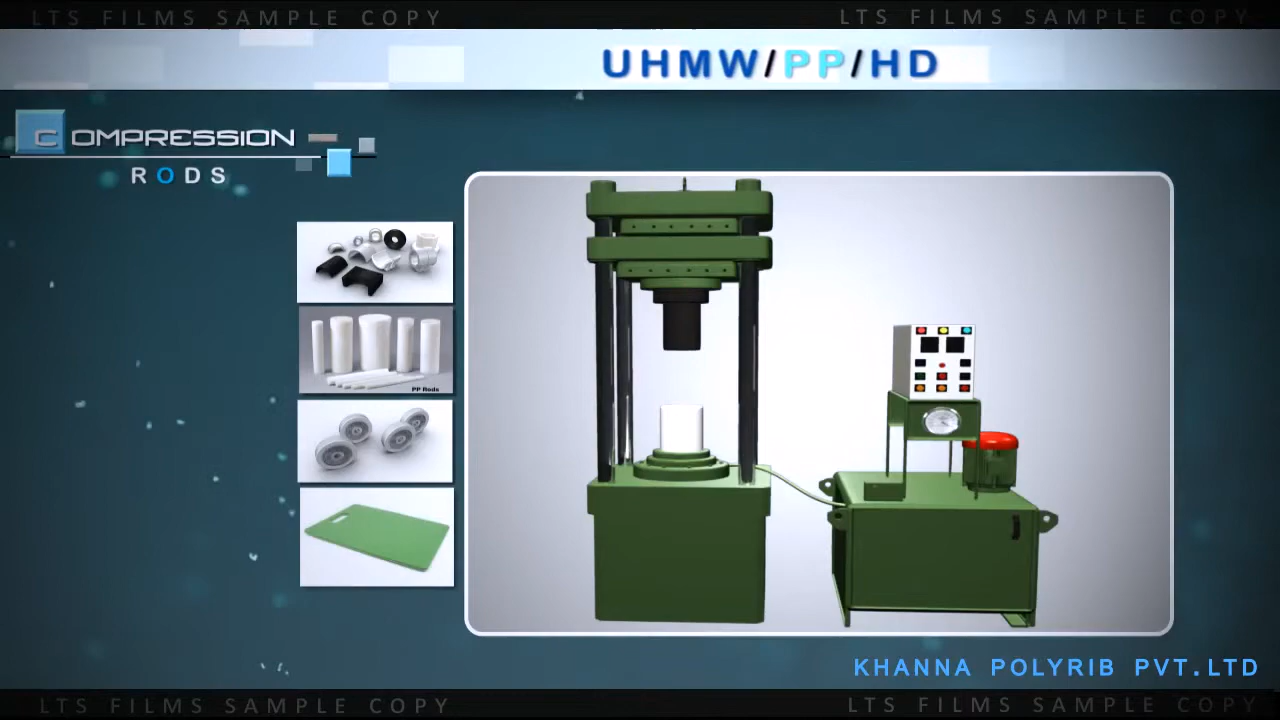 LTS FILMS SAMPLE COPY
LTS FILMS SAMPLE COPY
UHMW/PP/HD
COMPRESSION
RODS
PP Rods
KHANNA POLYRIB PVT.LTD
LTS FILMS SAMPLE COPY
LTS FILMS SAMPLE COPY